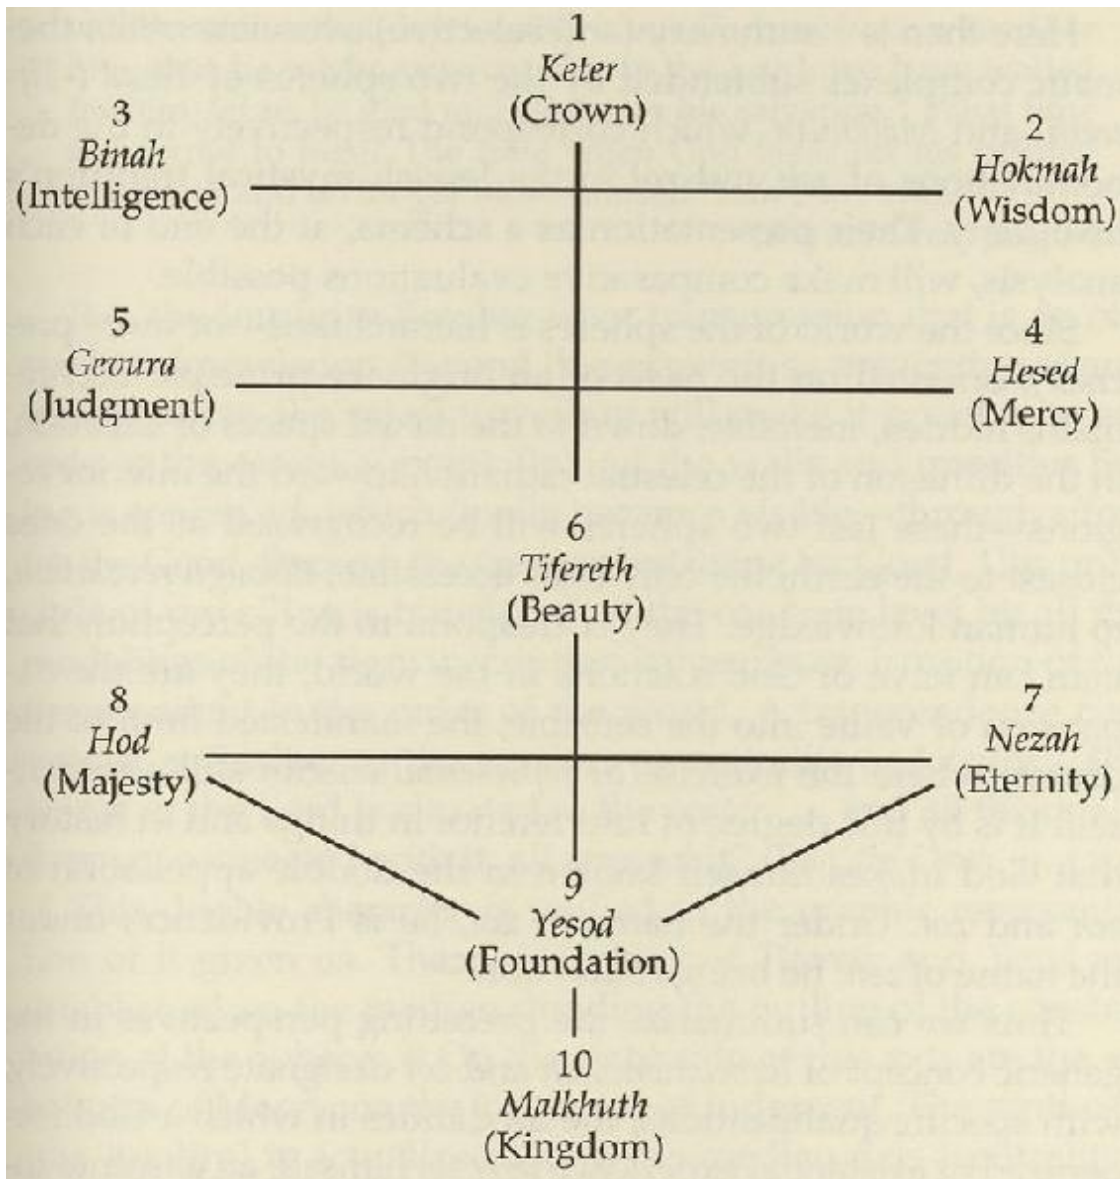 1
Keter
(Crown)
3
Binah
(Intelligence)
2
Hokmah
(Wisdom)
5
Gevura
(Judgment)
4
Hesed
(Mercy)
6
Tifereth
(Beauty)
8
Hod
(Majesty)
7
Nezah
(Eternity)
9
Yesod
(Foundation)
10
Malkhuth
(Kingdom)